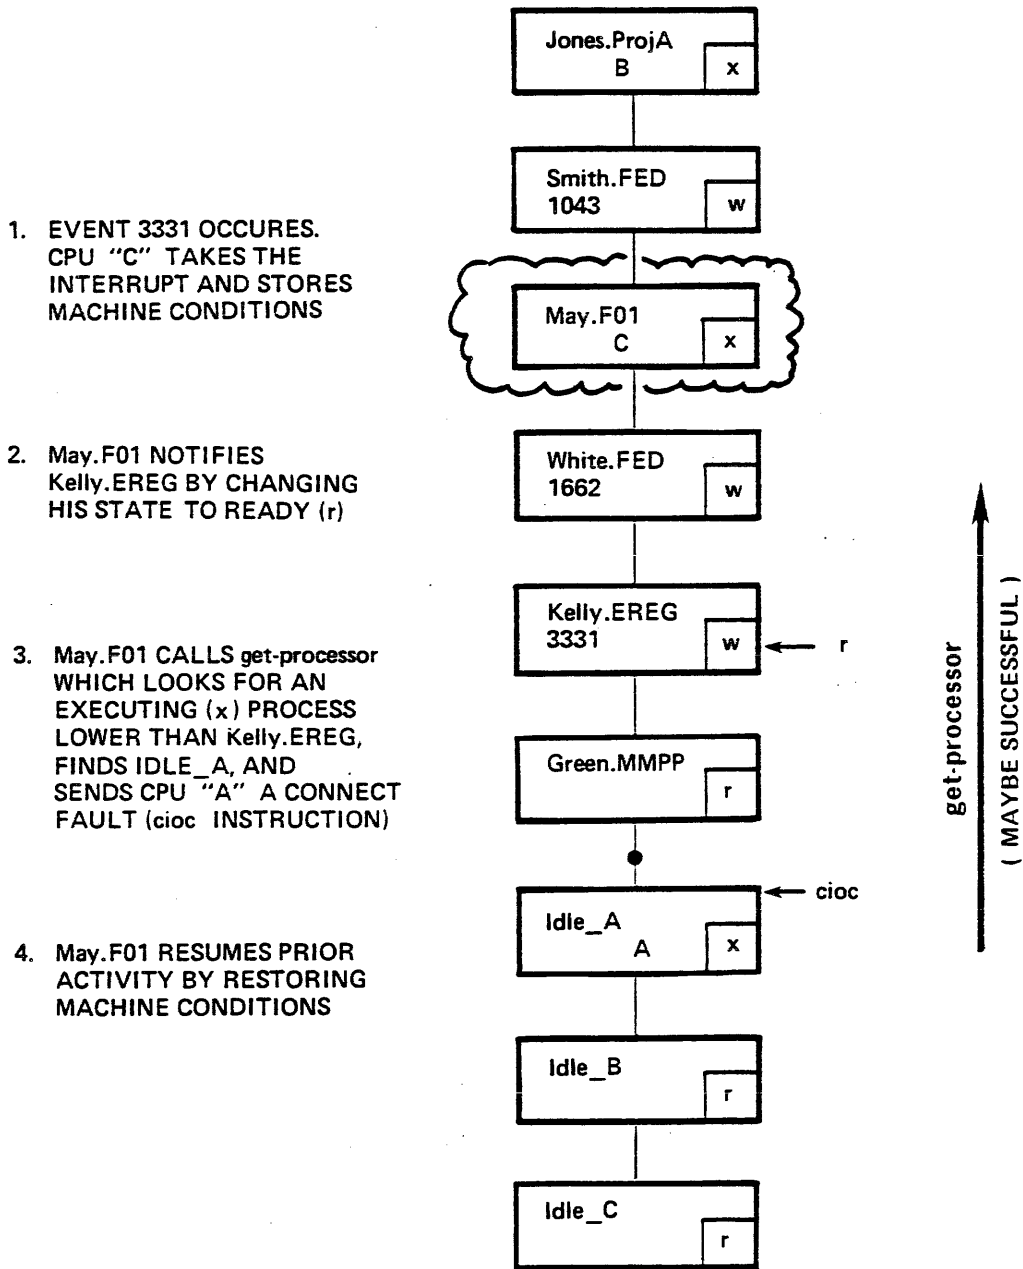 Jones.ProjA
B
x
Smith.FED
1043
w
1. EVENT 3331 OCCURES.
CPU "C" TAKES THE
INTERRUPT AND STORES
MACHINE CONDITIONS
May.F01
C
x
2. May.F01 NOTIFIES
Kelly.EREG BY CHANGING
HIS STATE TO READY (r)
White.FED
1662
w
Kelly.EREG
3331
w
r
3. May.F01 CALLS get-processor
WHICH LOOKS FOR AN
EXECUTING (x) PROCESS
LOWER THAN Kelly.EREG,
FINDS IDLE_A, AND
SENDS CPU "A" A CONNECT
FAULT (cioc INSTRUCTION)
Green.MMPP
r
get-processor
( MAYBE SUCCESSFUL )
cioc
Idle_A
A
x
4. May.F01 RESUMES PRIOR
ACTIVITY BY RESTORING
MACHINE CONDITIONS
Idle_B
r
Idle_C
r